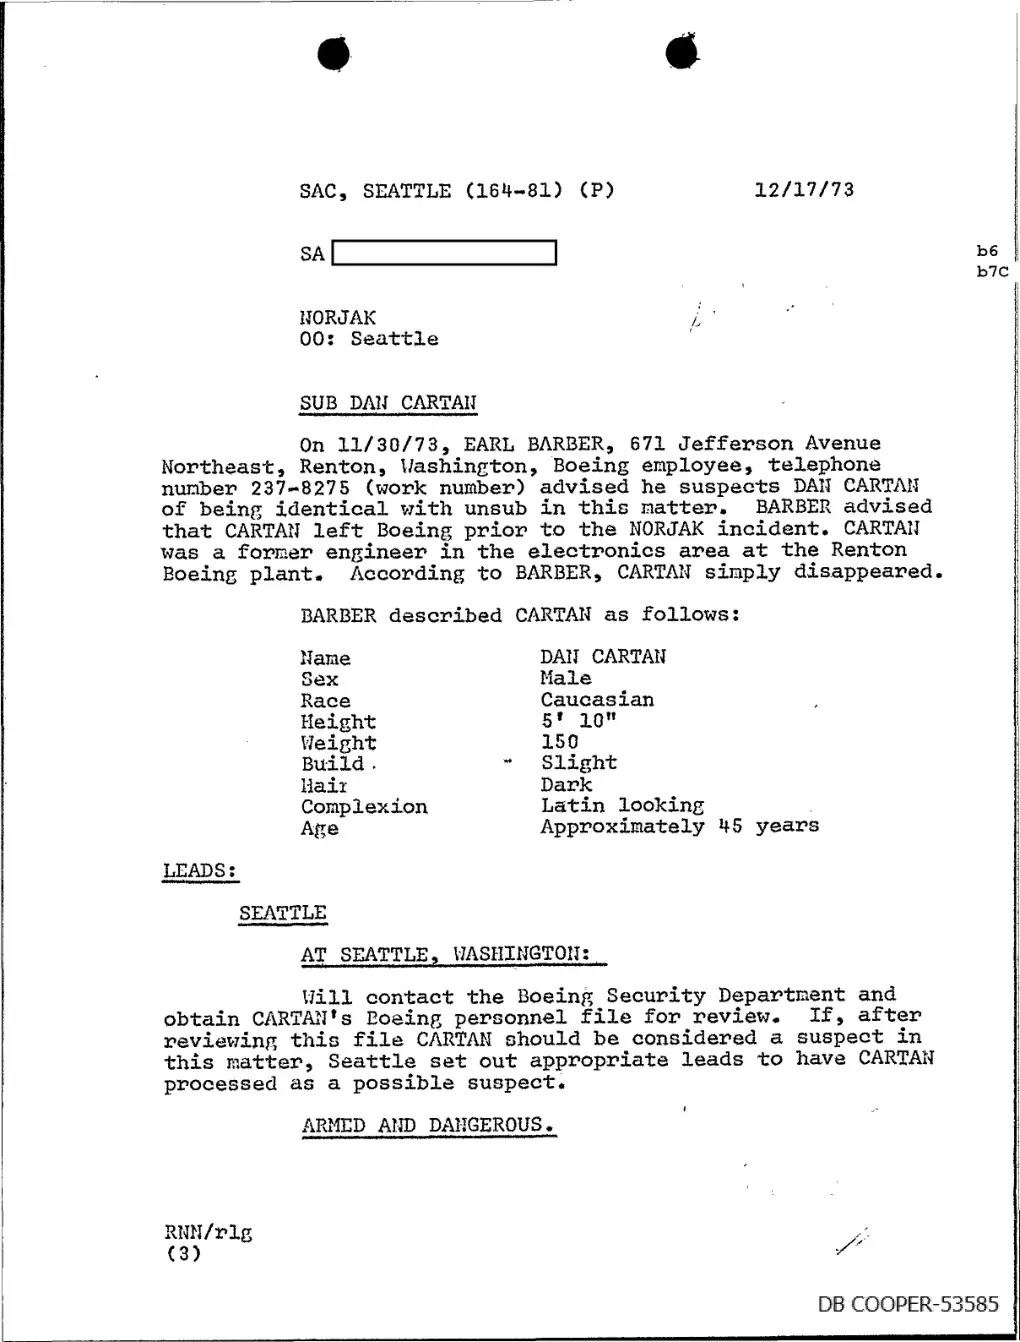 SAC, SEATTLE (164-81) (P) 12/17/73
SA
b6
b7C
NORJAK
OO: Seattle
SUB DAN CARTAN
On 11/30/73, EARL BARBER, 671 Jefferson Avenue
Northeast, Renton, Washington, Boeing employee, telephone
number 237-8275 (work number) advised he suspects DAN CARTAN
of being identical with unsub in this matter. BARBER advised
that CARTAN left Boeing prior to the NORJAK incident. CARTAN
was a former engineer in the electronics area at the Renton
Boeing plant. According to BARBER, CARTAN simply disappeared.
BARBER described CARTAN as follows:
Name DAN CARTAN
Sex Male
Race Caucasian
Height 5' 10"
Weight 150
Build Slight
Hair Dark
Complexion Latin looking
Age Approximately 45 years
LEADS:
SEATTLE
AT SEATTLE, WASHINGTON:
Will contact the Boeing Security Department and
obtain CARTAN's Boeing personnel file for review. If, after
reviewing this file CARTAN should be considered a suspect in
this matter, Seattle set out appropriate leads to have CARTAN
processed as a possible suspect.
ARMED AND DANGEROUS.
RNN/rlg
(3)
DB COOPER-53585